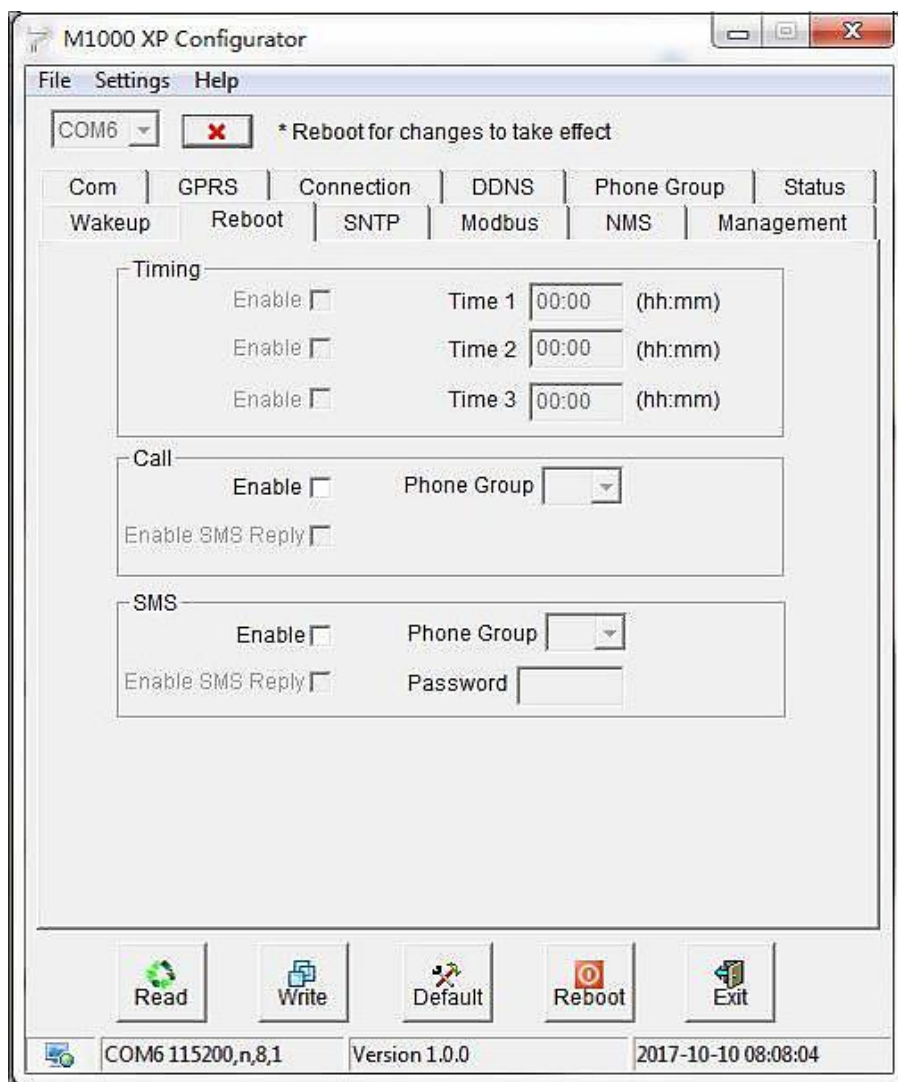 M1000 XP Configurator
File Settings Help
COM6 * Reboot for changes to take effect
Com GPRS Connection DDNS Phone Group Status
Wakeup Reboot SNTP Modbus NMS Management
Timing
Enable Time 1 00:00 (hh:mm)
Enable Time 2 00:00 (hh:mm)
Enable Time 3 00:00 (hh:mm)
Call
Enable Phone Group
Enable SMS Reply
SMS
Enable Phone Group
Enable SMS Reply Password
Read Write Default Reboot Exit
COM6 115200,n,8,1 Version 1.0.0 2017-10-10 08:08:04